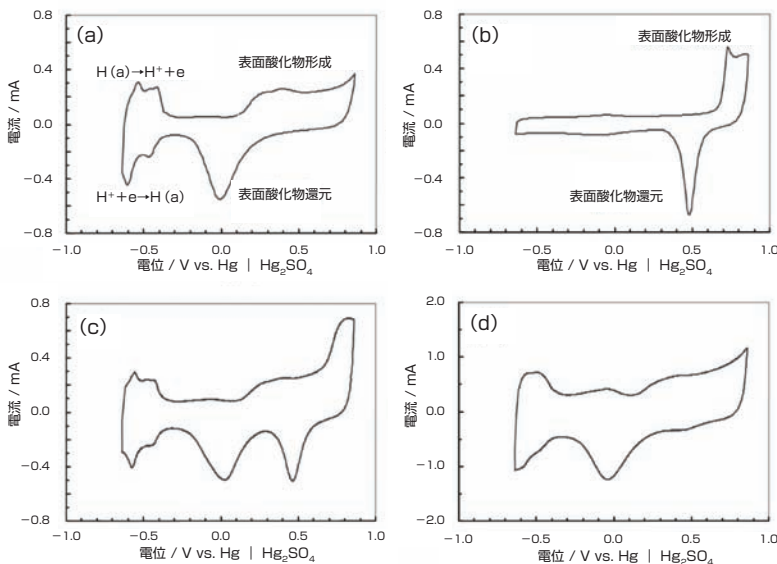 (a)
H(a)→H⁺+e
表面酸化物形成
H⁺+e→H(a)
表面酸化物還元
電流 / mA
0.8
0.4
0.0
−0.4
−0.8
−1.0 −0.5 0.0 0.5 1.0
電位 / V vs. Hg | Hg₂SO₄
(b)
表面酸化物形成
表面酸化物還元
電流 / mA
0.8
0.4
0.0
−0.4
−0.8
−1.0 −0.5 0.0 0.5 1.0
電位 / V vs. Hg | Hg₂SO₄
(c)
電流 / mA
0.8
0.4
0.0
−0.4
−0.8
−1.0 −0.5 0.0 0.5 1.0
電位 / V vs. Hg | Hg₂SO₄
(d)
電流 / mA
2.0
1.0
0.0
−1.0
−2.0
−1.0 −0.5 0.0 0.5 1.0
電位 / V vs. Hg | Hg₂SO₄